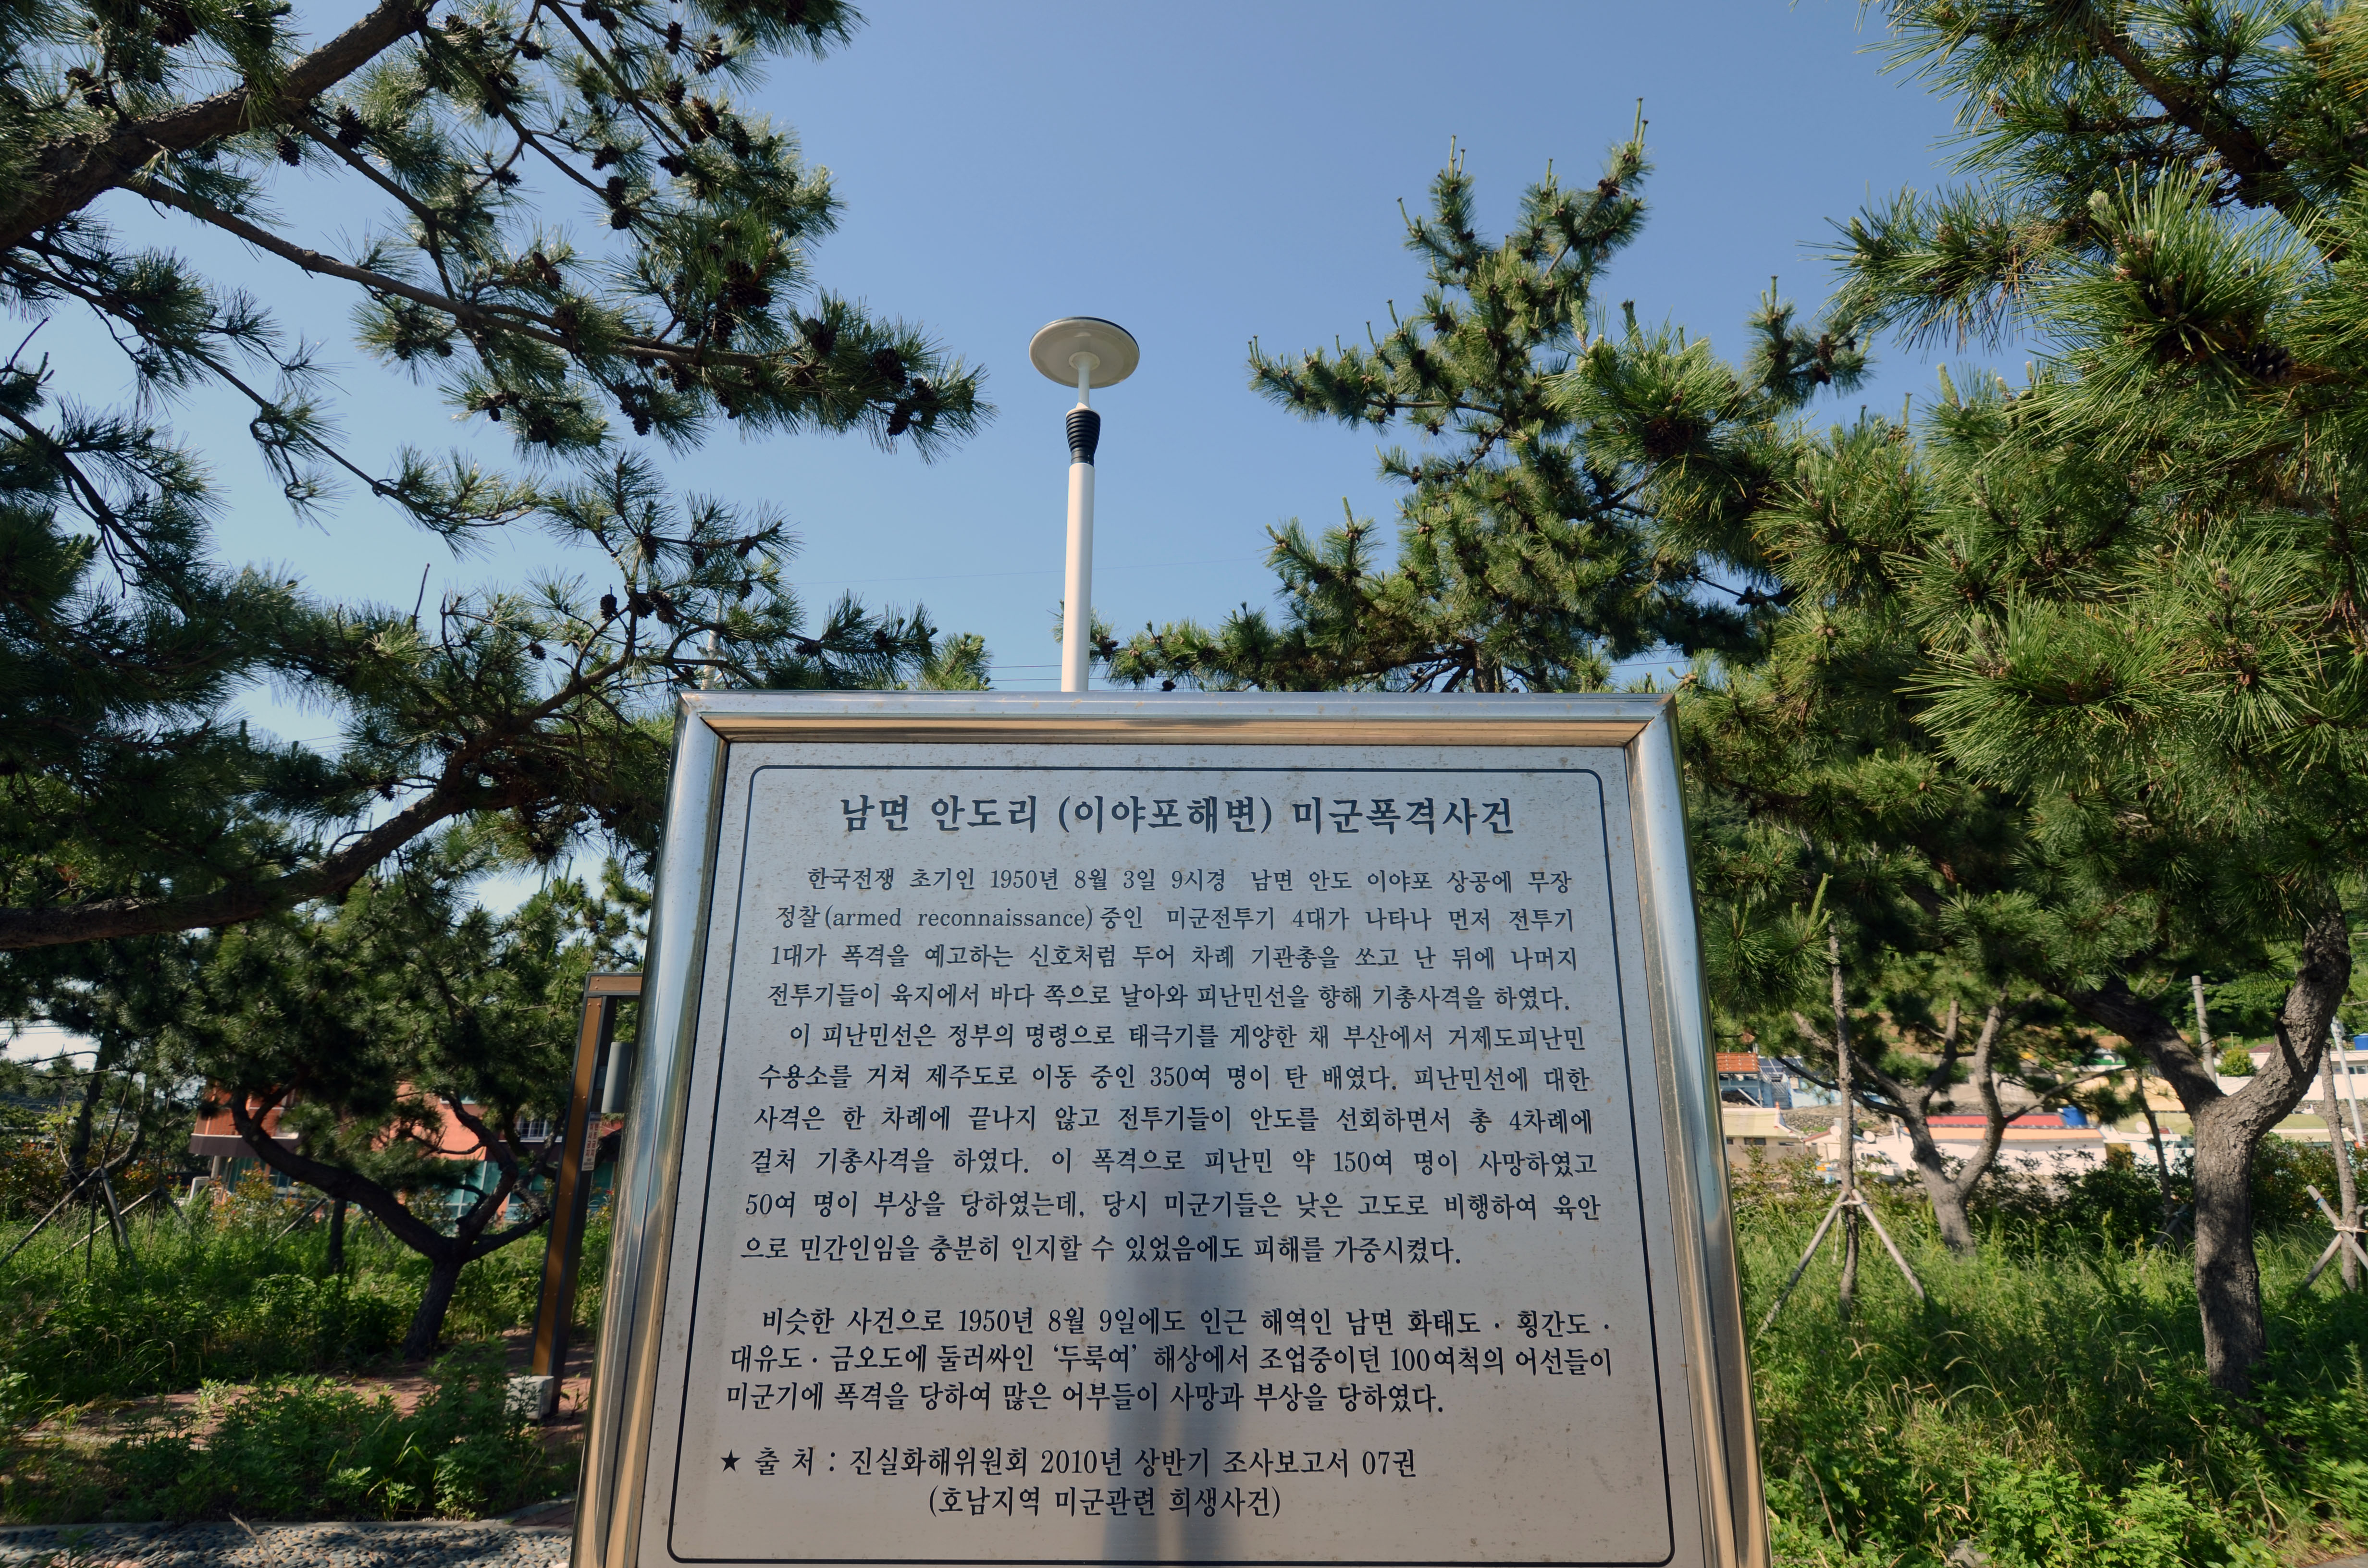 남면 안도리 (이야포해변) 미군폭격사건
한국전쟁 초기인 1950년 8월 3일 9시경 남면 안도 이야포 상공에 무장
정찰(armed reconnaissance)중인 미군전투기 4대가 나타나 먼저 전투기
1대가 폭격을 예고하는 신호처럼 두어 차례 기관총을 쏘고 난 뒤에 나머지
전투기들이 육지에서 바다 쪽으로 날아와 피난민선을 향해 기총사격을 하였다.
이 피난민선은 정부의 명령으로 태극기를 게양한 채 부산에서 거제도피난민
수용소를 거쳐 제주도로 이동 중인 350여 명이 탄 배였다. 피난민선에 대한
사격은 한 차례에 끝나지 않고 전투기들이 안도를 선회하면서 총 4차례에
걸처 기총사격을 하였다. 이 폭격으로 피난민 약 150여 명이 사망하였고
50여 명이 부상을 당하였는데, 당시 미군기들은 낮은 고도로 비행하여 육안
으로 민간인임을 충분히 인지할 수 있었음에도 피해를 가중시켰다.
비슷한 사건으로 1950년 8월 9일에도 인근 해역인 남면 화태도 · 횡간도 ·
대유도 · 금오도에 둘러싸인 ‘두룩여’ 해상에서 조업중이던 100여척의 어선들이
미군기에 폭격을 당하여 많은 어부들이 사망과 부상을 당하였다.
★ 출 처 : 진실화해위원회 2010년 상반기 조사보고서 07권
(호남지역 미군관련 희생사건)